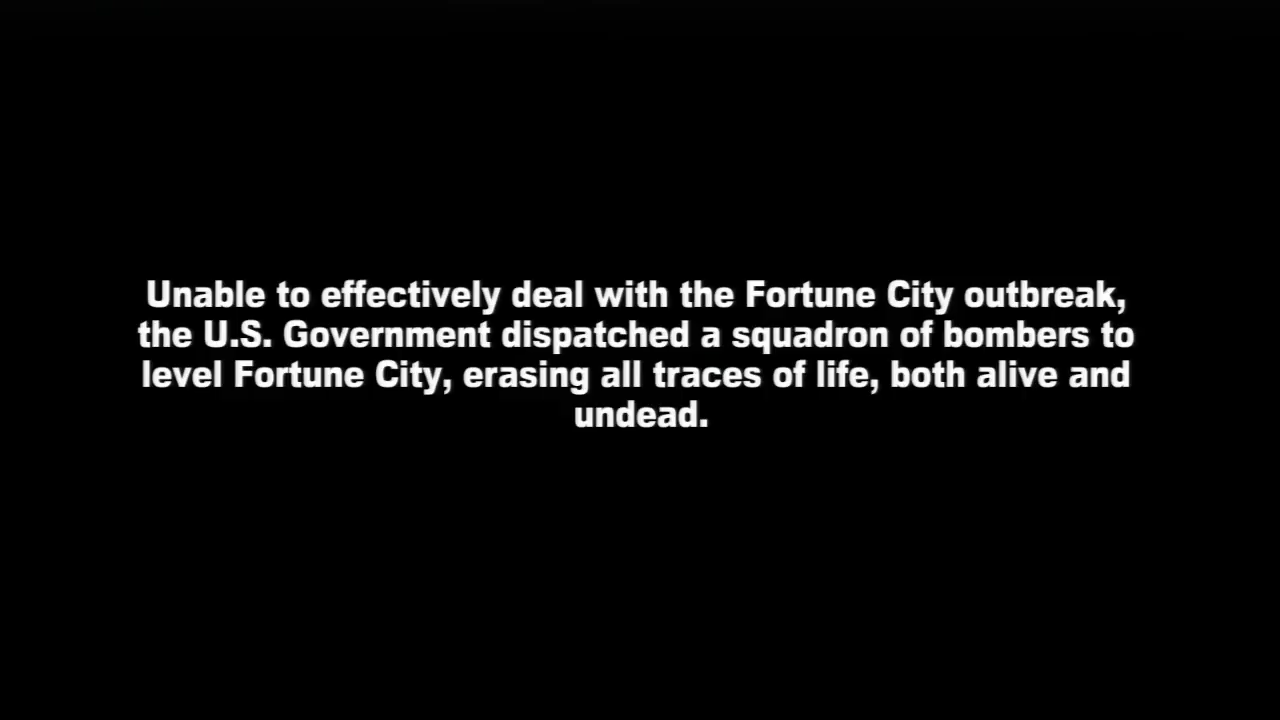 Unable to effectively deal with the Fortune City outbreak,
the U.S. Government dispatched a squadron of bombers to
level Fortune City, erasing all traces of life, both alive and
undead.